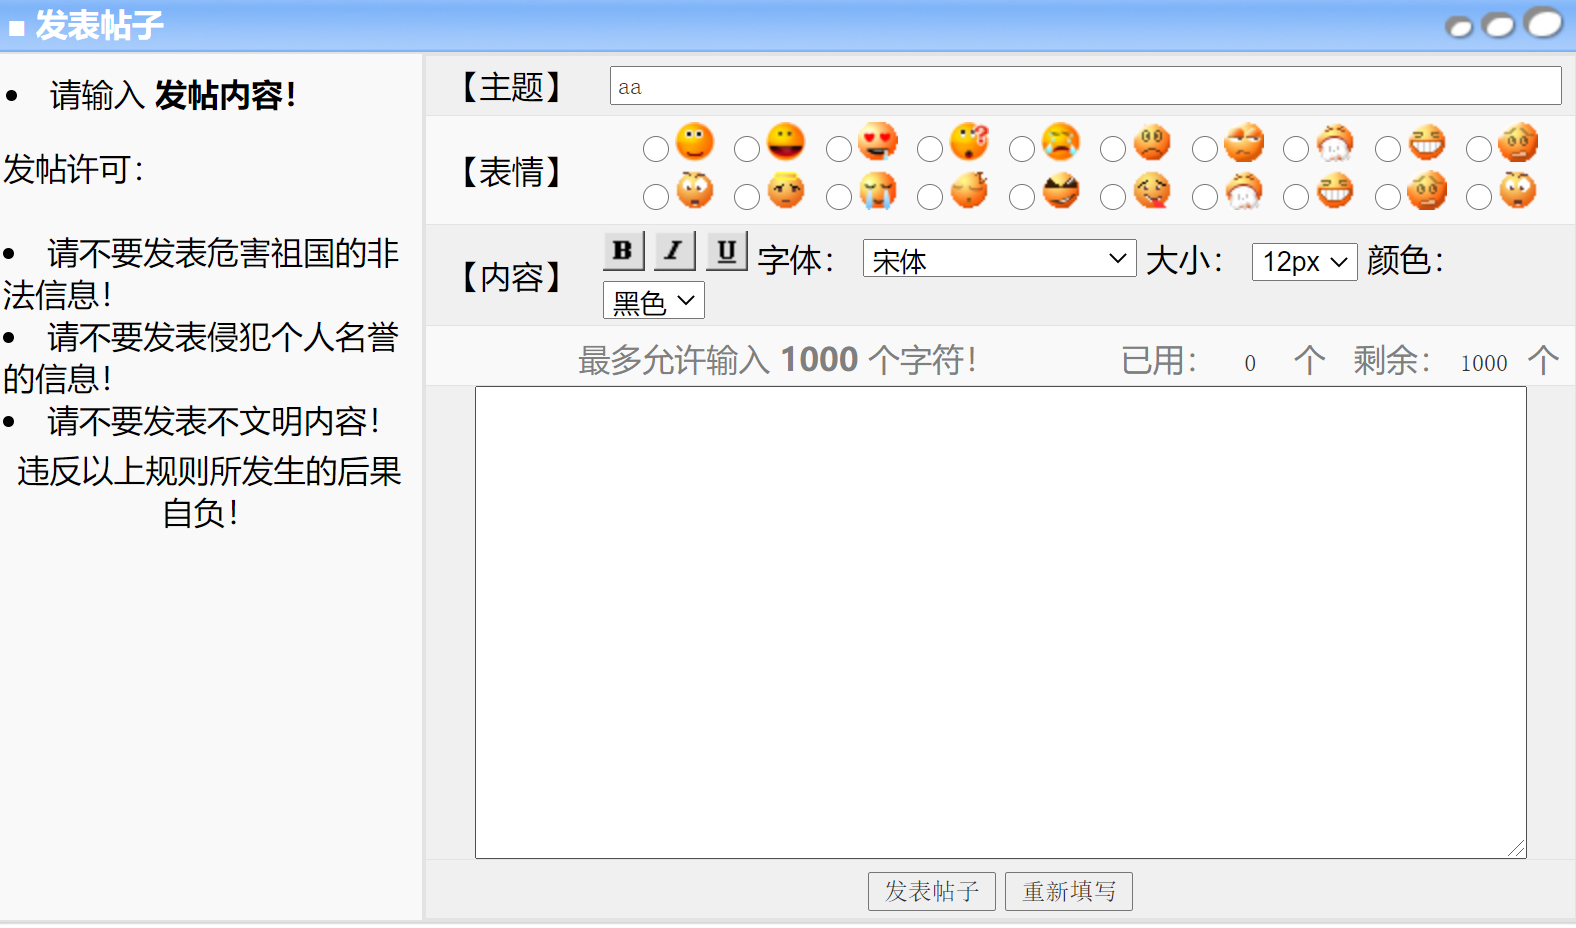 ■ 发表帖子
• 请输入 发帖内容！
发帖许可：
• 请不要发表危害祖国的非
法信息！
• 请不要发表侵犯个人名誉
的信息！
• 请不要发表不文明内容！
违反以上规则所发生的后果
自负！
【主题】 aa
【表情】
【内容】 B I U 字体： 宋体 大小： 12px 颜色：
黑色
最多允许输入 1000 个字符！ 已用： 0 个 剩余： 1000 个
发表帖子 重新填写